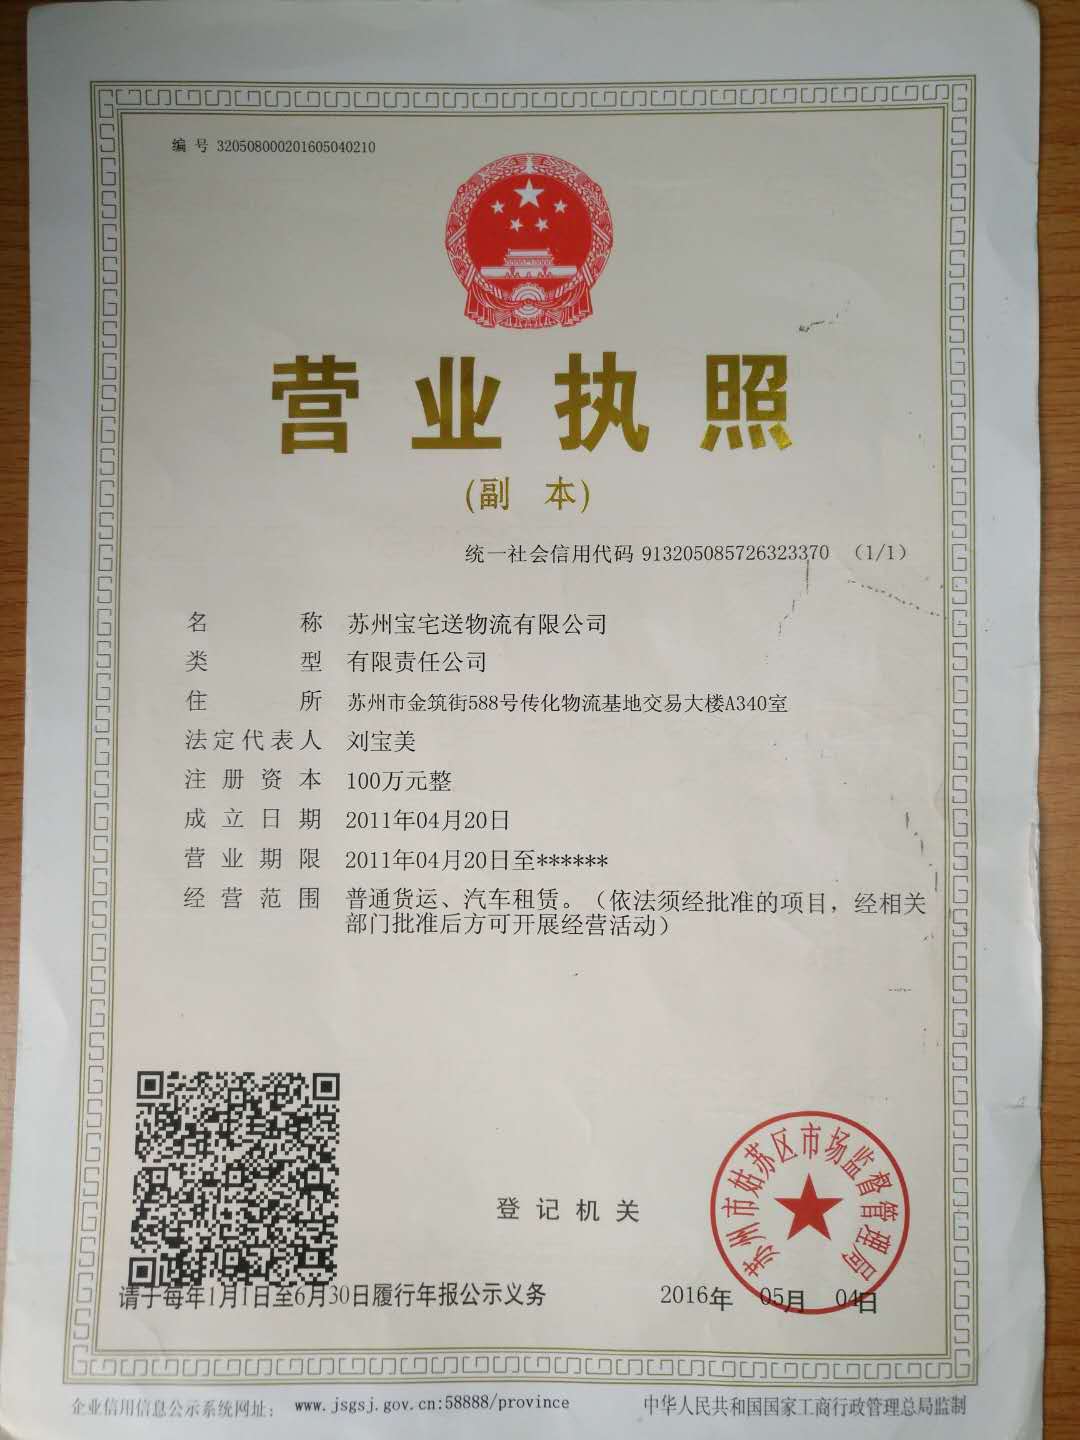 编 号 320508000201605040210
营业执照
(副 本)
统一社会信用代码 913205085726323370 (1/1)
名 称 苏州宝宅送物流有限公司
类 型 有限责任公司
住 所 苏州市金筑街588号传化物流基地交易大楼A340室
法定代表人 刘宝美
注册资本 100万元整
成立日期 2011年04月20日
营业期限 2011年04月20日至******
经营范围 普通货运、汽车租赁。（依法须经批准的项目，经相关
部门批准后方可开展经营活动）
登记机关
苏州市姑苏区市场监督管理局
请于每年1月1日至6月30日履行年报公示义务
2016年 05月 04日
企业信用信息公示系统网址： www.jsgsj.gov.cn:58888/province
中华人民共和国国家工商行政管理总局监制